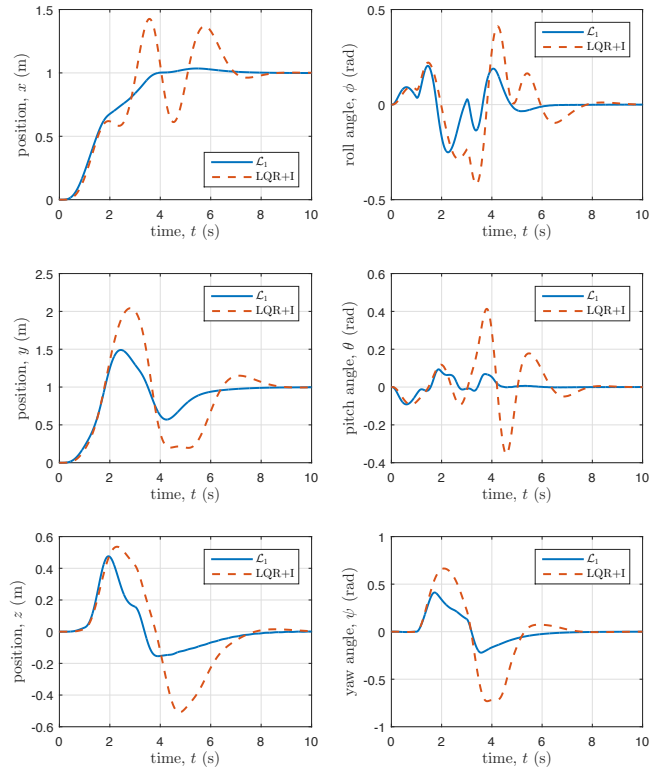 position, x (m)
1.5
1
0.5
0
0 2 4 6 8 10
time, t (s)
ℒ₁
LQR+I
roll angle, ϕ (rad)
0.5
0
-0.5
0 2 4 6 8 10
time, t (s)
ℒ₁
LQR+I
position, y (m)
2.5
2
1.5
1
0.5
0
0 2 4 6 8 10
time, t (s)
ℒ₁
LQR+I
pitch angle, θ (rad)
0.6
0.4
0.2
0
-0.2
-0.4
0 2 4 6 8 10
time, t (s)
ℒ₁
LQR+I
position, z (m)
0.6
0.4
0.2
0
-0.2
-0.4
-0.6
0 2 4 6 8 10
time, t (s)
ℒ₁
LQR+I
yaw angle, ψ (rad)
1
0.5
0
-0.5
-1
0 2 4 6 8 10
time, t (s)
ℒ₁
LQR+I